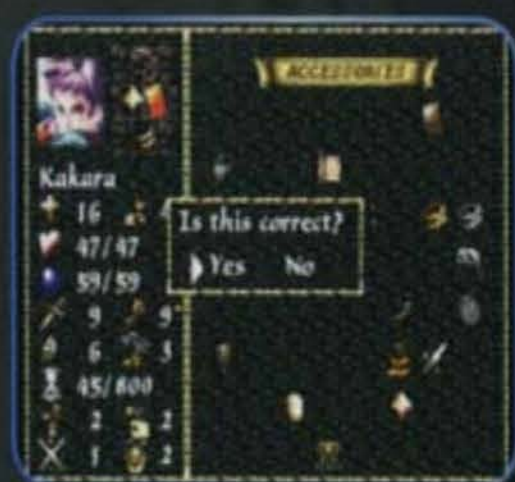 ACCESSORIES
Kakara
16
Is this correct?
47/47
Yes No
59/59
9 9
6 3
45/600
2 2
1 2